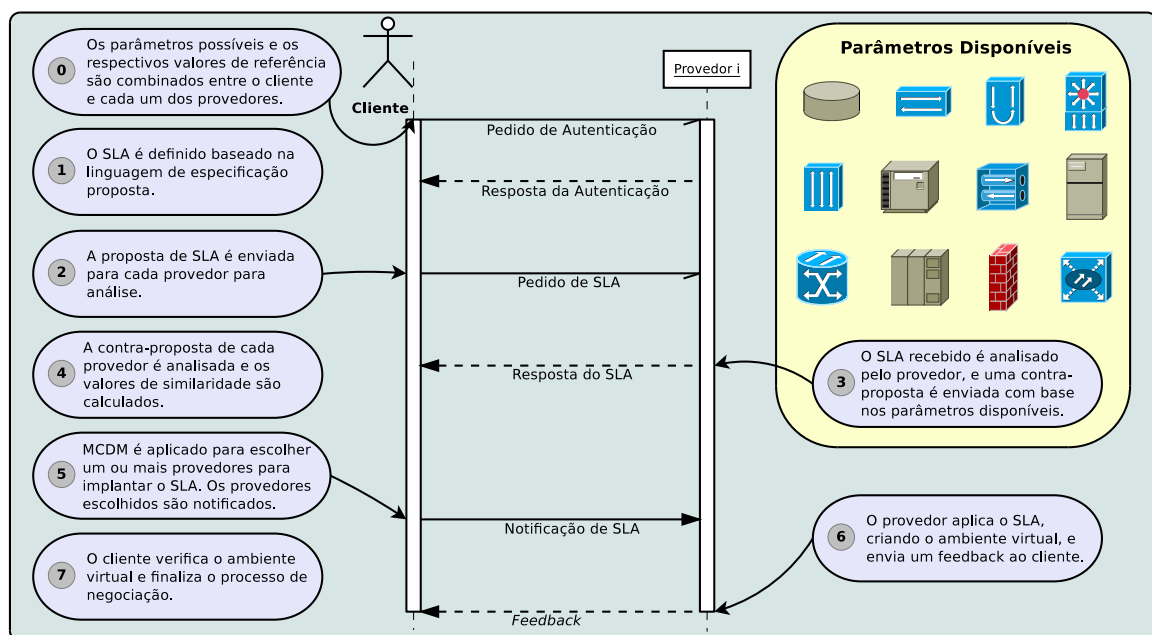 0
Os parâmetros possíveis e os
respectivos valores de referência
são combinados entre o cliente
e cada um dos provedores.
Cliente
Provedor i
Parâmetros Disponíveis
Pedido de Autenticação
1
O SLA é definido baseado na
linguagem de especificação
proposta.
Resposta da Autenticação
2
A proposta de SLA é enviada
para cada provedor para
análise.
Pedido de SLA
4
A contra-proposta de cada
provedor é analisada e os
valores de similaridade são
calculados.
Resposta do SLA
3
O SLA recebido é analisado
pelo provedor, e uma contra-
proposta é enviada com base
nos parâmetros disponíveis.
5
MCDM é aplicado para escolher
um ou mais provedores para
implantar o SLA. Os provedores
escolhidos são notificados.
Notificação de SLA
6
O provedor aplica o SLA,
criando o ambiente virtual, e
envia um feedback ao cliente.
7
O cliente verifica o ambiente
virtual e finaliza o processo de
negociação.
Feedback